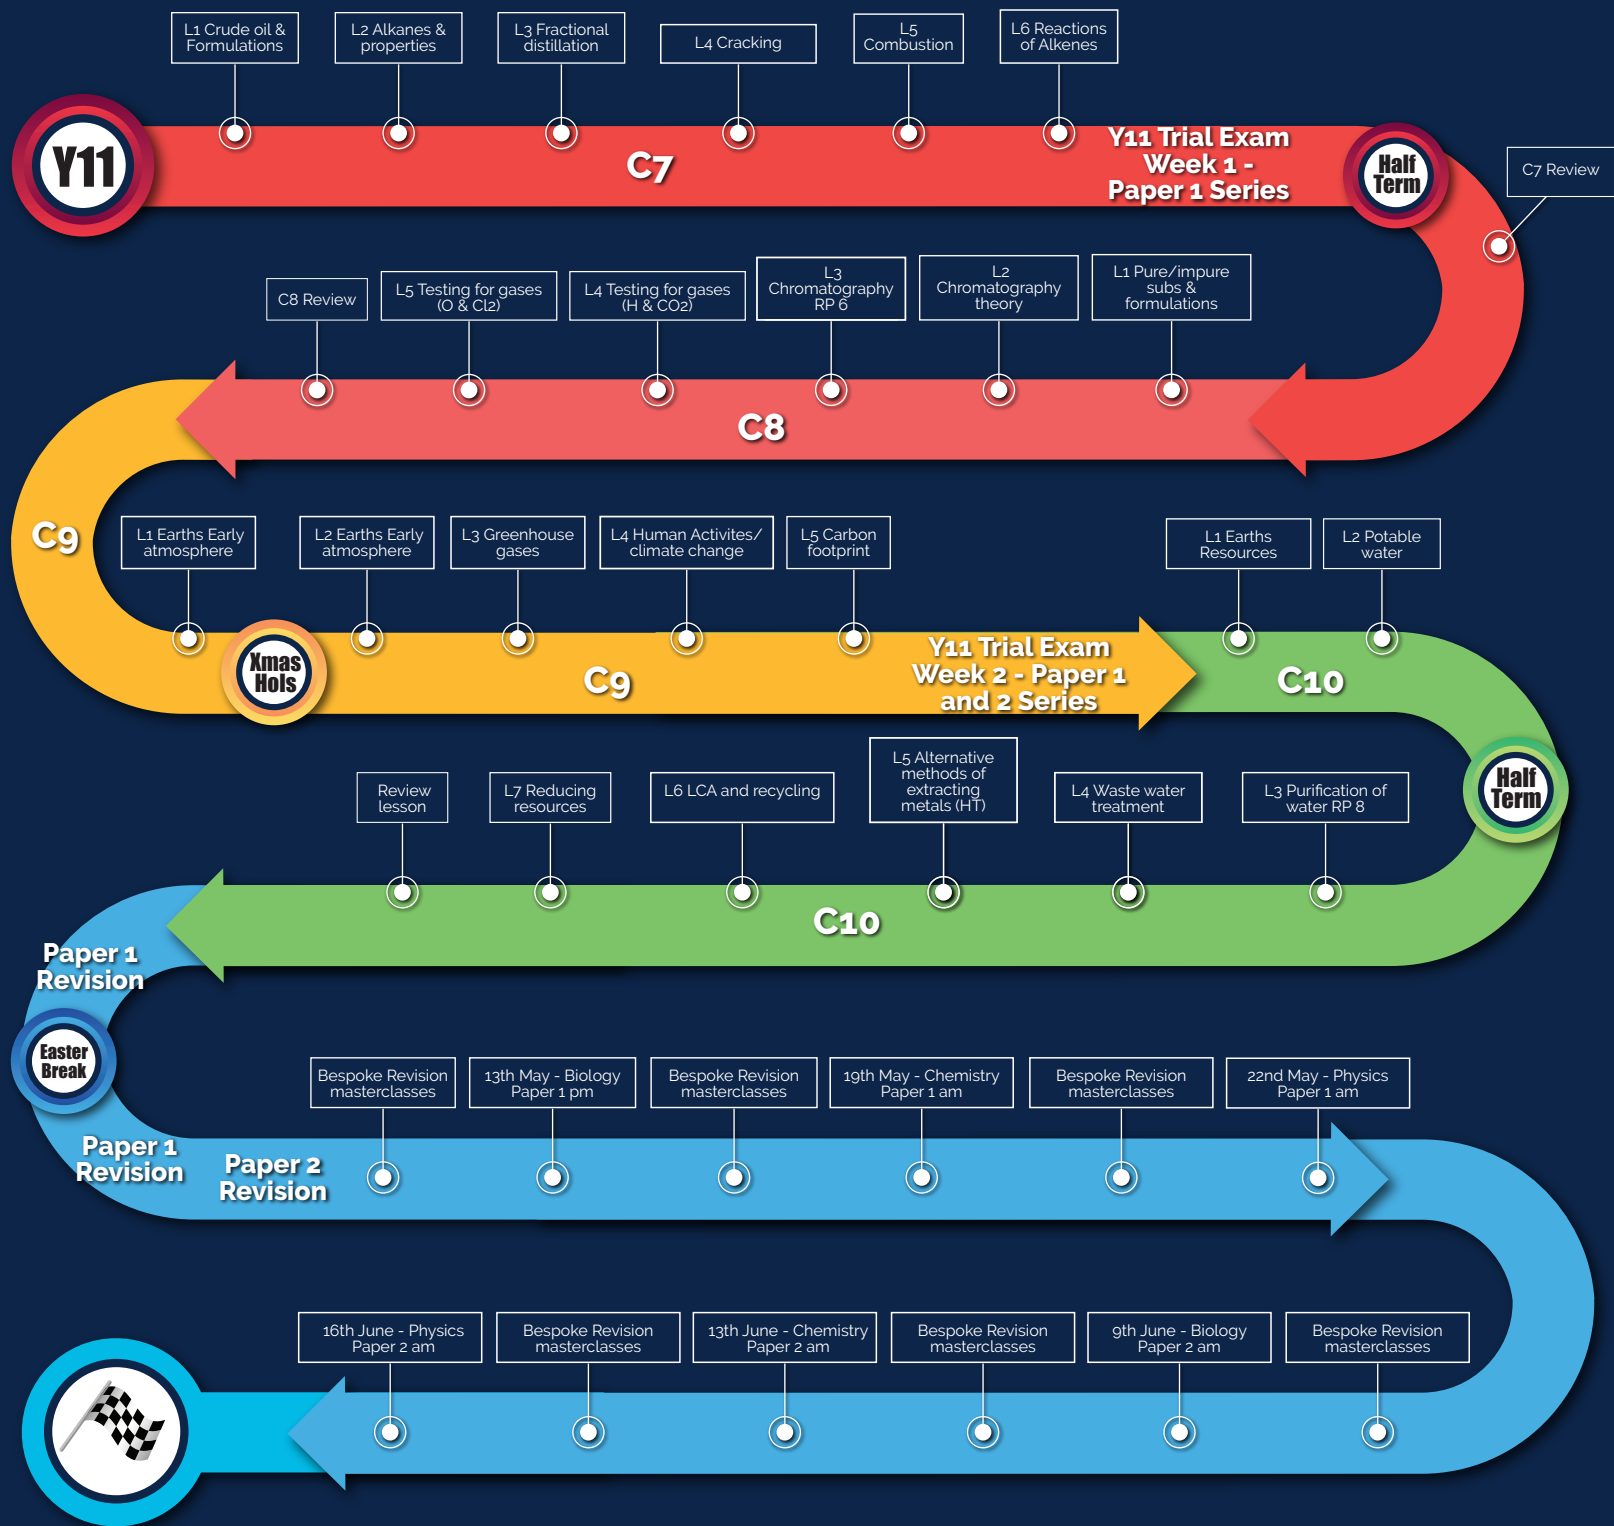 L1 Crude oil &
Formulations
L2 Alkanes &
properties
L3 Fractional
distillation
L4 Cracking
L5
Combustion
L6 Reactions
of Alkenes
Y11
C7
Y11 Trial Exam
Week 1 -
Paper 1 Series
Half
Term
C7 Review
L1 Pure/impure
subs &
formulations
L2
Chromatography
theory
L3
Chromatography
RP 6
L4 Testing for gases
(H & CO2)
L5 Testing for gases
(O & Cl2)
C8 Review
C8
C9
L1 Earths Early
atmosphere
Xmas
Hols
L2 Earths Early
atmosphere
L3 Greenhouse
gases
L4 Human Activites/
climate change
L5 Carbon
footprint
C9
Y11 Trial Exam
Week 2 - Paper 1
and 2 Series
L1 Earths
Resources
L2 Potable
water
C10
Half
Term
L3 Purification of
water RP 8
L4 Waste water
treatment
L5 Alternative
methods of
extracting
metals (HT)
L6 LCA and recycling
L7 Reducing
resources
Review
lesson
C10
Paper 1
Revision
Easter
Break
Paper 1
Revision
Paper 2
Revision
Bespoke Revision
masterclasses
13th May - Biology
Paper 1 pm
Bespoke Revision
masterclasses
19th May - Chemistry
Paper 1 am
Bespoke Revision
masterclasses
22nd May - Physics
Paper 1 am
Bespoke Revision
masterclasses
9th June - Biology
Paper 2 am
Bespoke Revision
masterclasses
13th June - Chemistry
Paper 2 am
Bespoke Revision
masterclasses
16th June - Physics
Paper 2 am